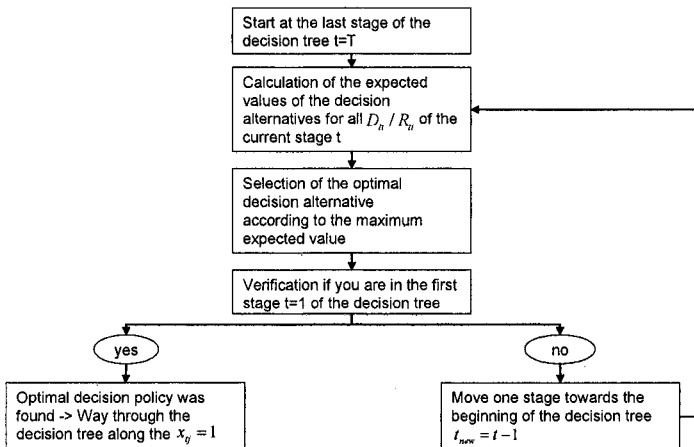 Start at the last stage of the
decision tree t=T
Calculation of the expected
values of the decision
alternatives for all D_ti / R_ti of the
current stage t
Selection of the optimal
decision alternative
according to the maximum
expected value
Verification if you are in the first
stage t=1 of the decision tree
yes
no
Optimal decision policy was
found -> Way through the
decision tree along the x_tj = 1
Move one stage towards the
beginning of the decision tree
t_new = t − 1